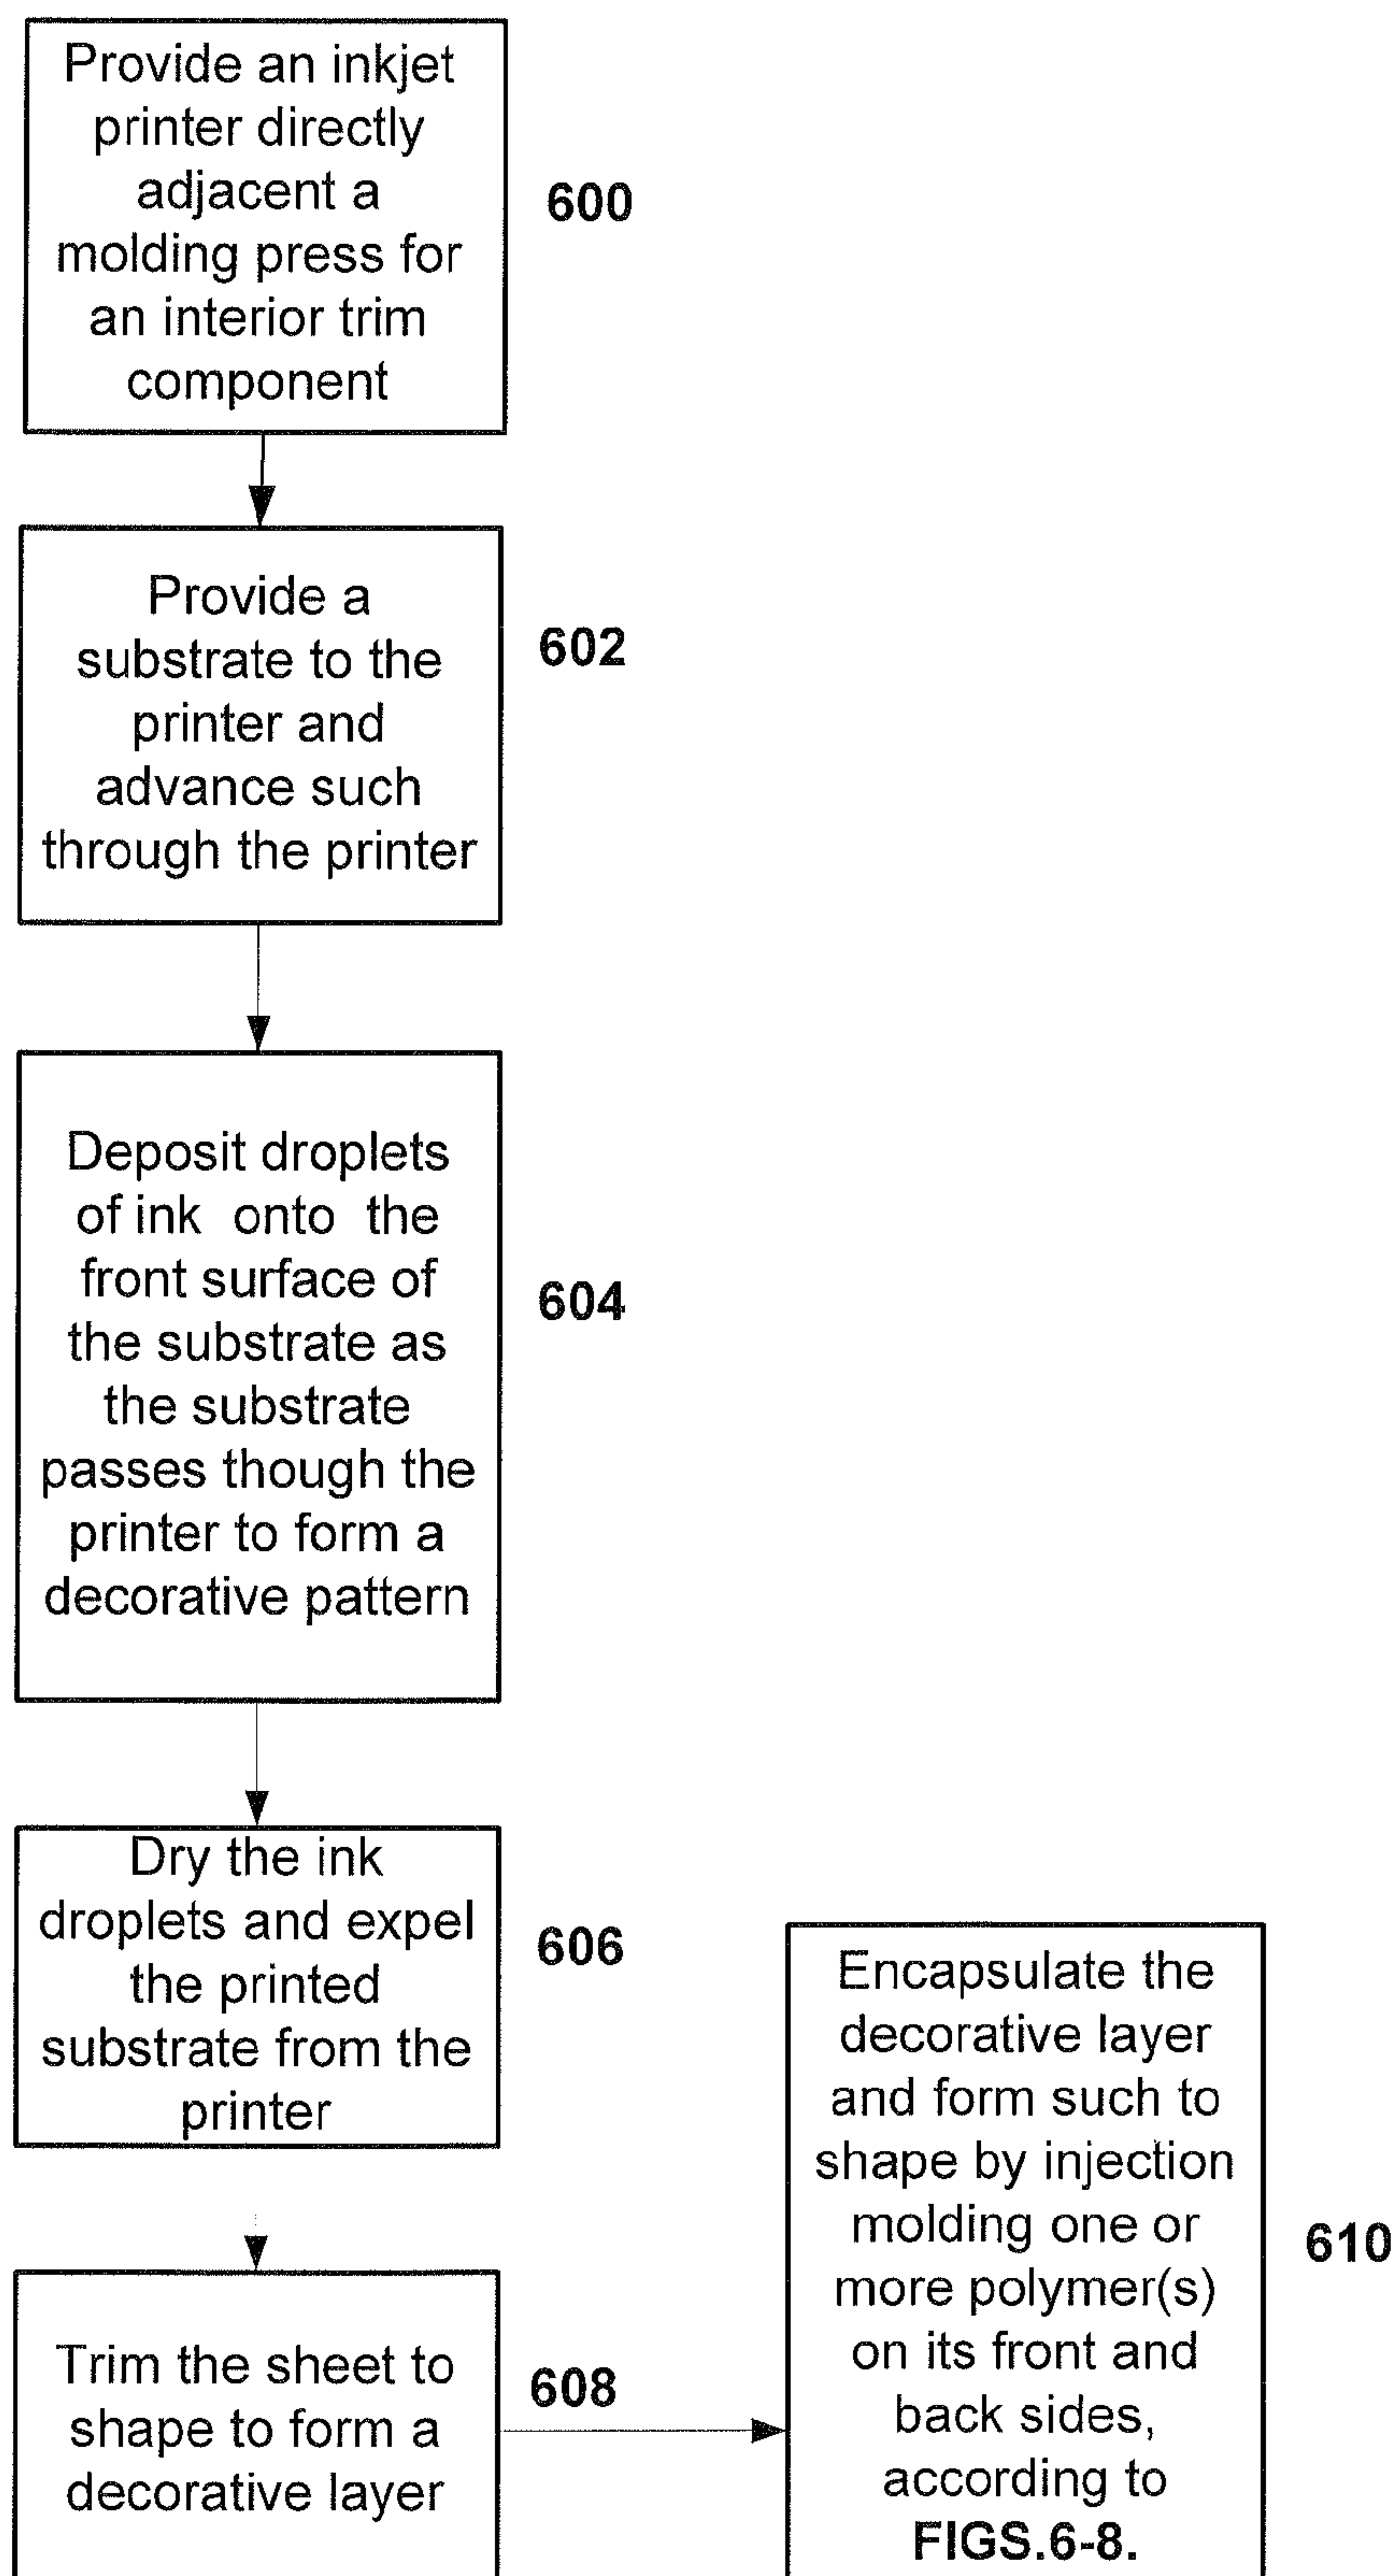 Provide an inkjet
printer directly
adjacent a
molding press for
an interior trim
component
600
Provide a
substrate to the
printer and
advance such
through the printer
602
Deposit droplets
of ink onto the
front surface of
the substrate as
the substrate
passes though the
printer to form a
decorative pattern
604
Dry the ink
droplets and expel
the printed
substrate from the
printer
606
Trim the sheet to
shape to form a
decorative layer
608
Encapsulate the
decorative layer
and form such to
shape by injection
molding one or
more polymer(s)
on its front and
back sides,
according to
FIGS.6-8.
610